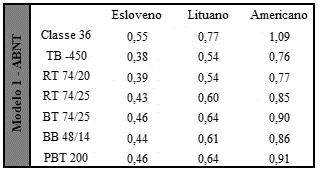 Esloveno Lituano Americano
Modelo 1 - ABNT
Classe 36 0,55 0,77 1,09
TB -450 0,38 0,54 0,76
RT 74/20 0,39 0,54 0,77
RT 74/25 0,43 0,60 0,85
BT 74/25 0,46 0,64 0,90
BB 48/14 0,44 0,61 0,86
PBT 200 0,46 0,64 0,91